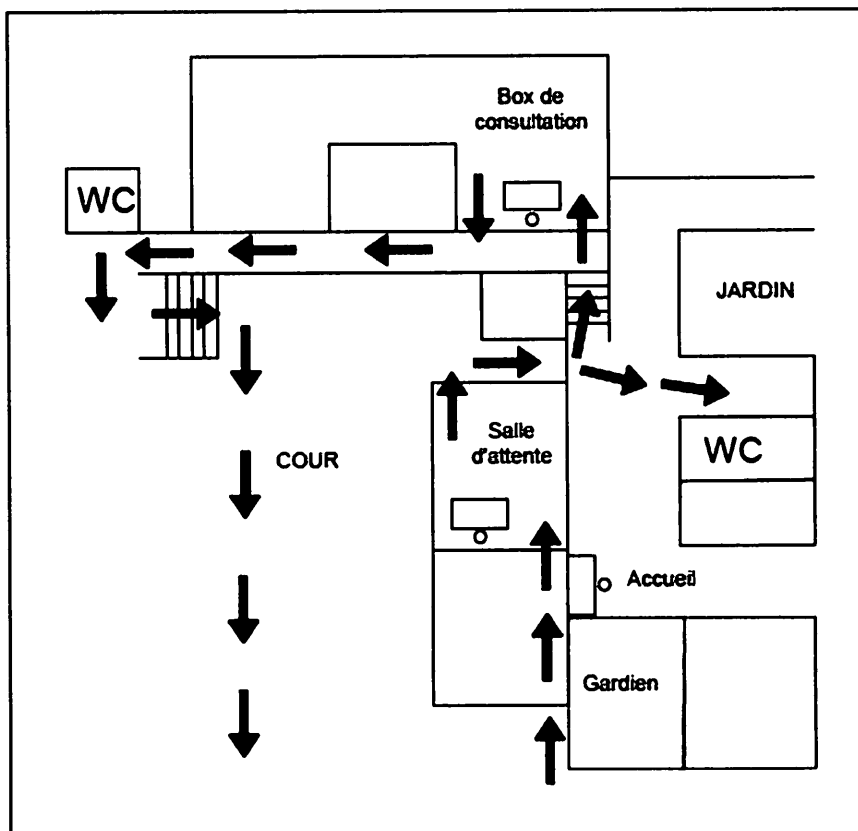 Box de
consultation
WC
JARDIN
Salle
d'attente
WC
COUR
Accueil
Gardien